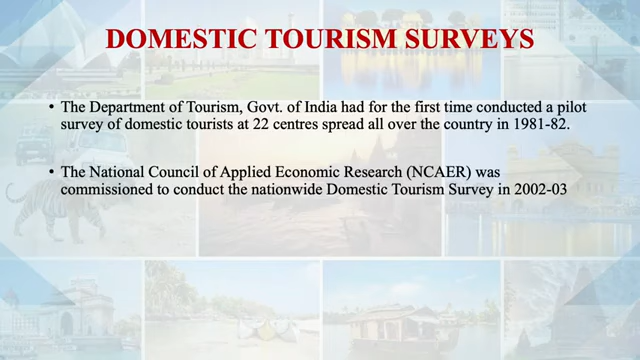 DOMESTIC TOURISM SURVEYS
• The Department of Tourism, Govt. of India had for the first time conducted a pilot
survey of domestic tourists at 22 centres spread all over the country in 1981-82.
• The National Council of Applied Economic Research (NCAER) was
commissioned to conduct the nationwide Domestic Tourism Survey in 2002-03